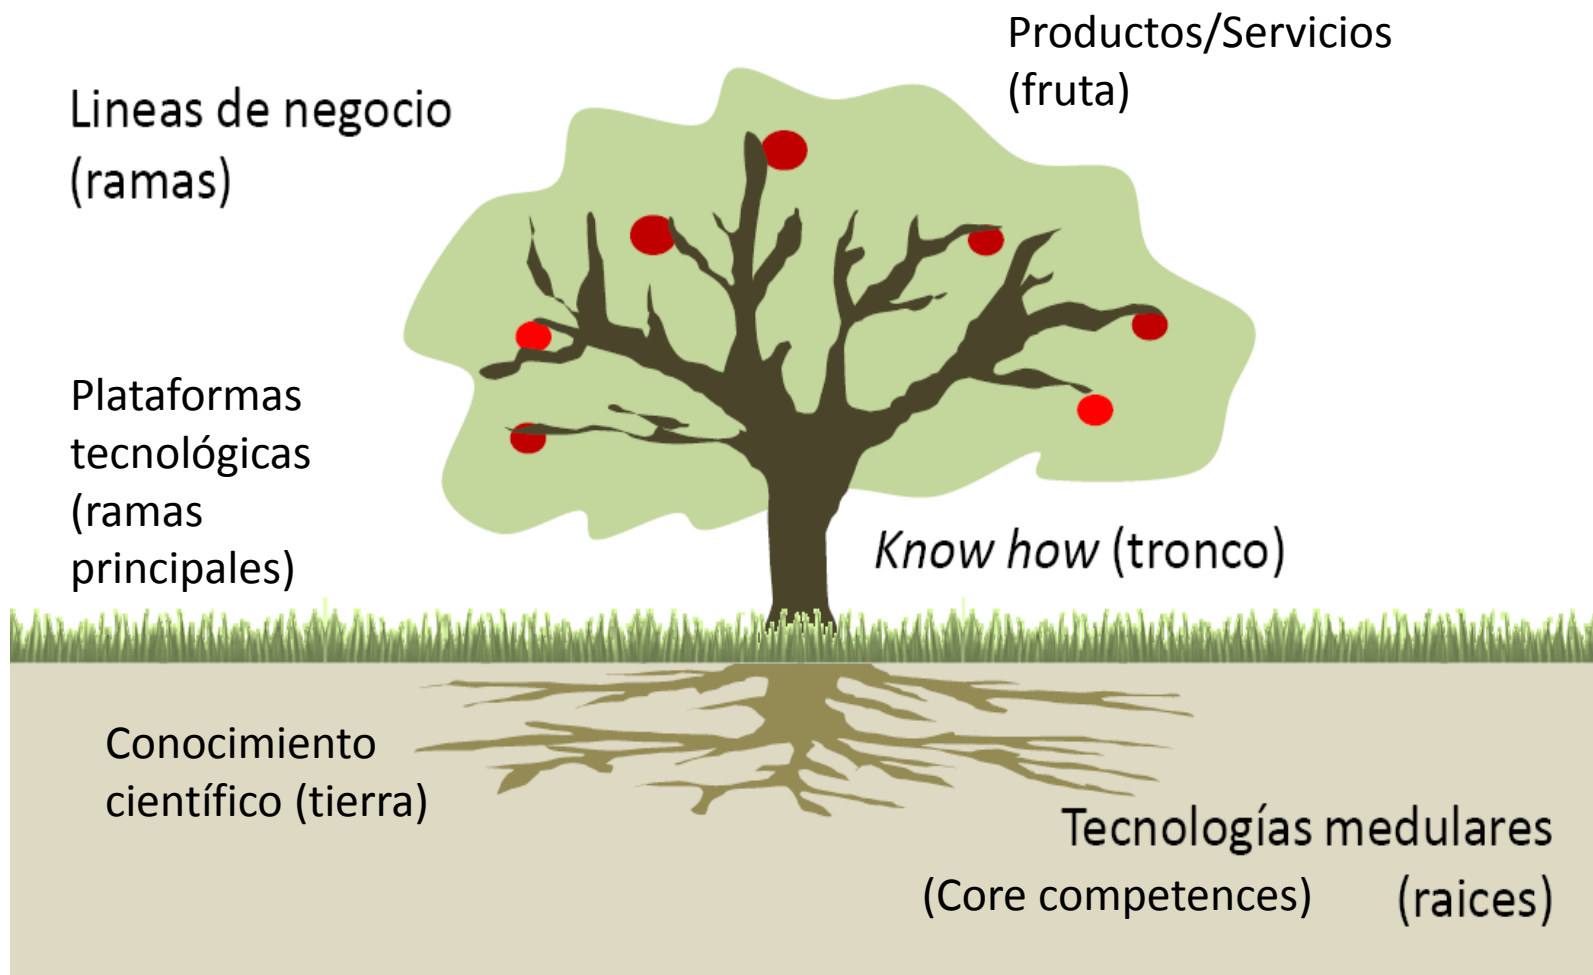 Productos/Servicios
(fruta)
Lineas de negocio
(ramas)
Plataformas
tecnológicas
(ramas
principales)
Know how (tronco)
Conocimiento
científico (tierra)
Tecnologías medulares
(Core competences) (raices)